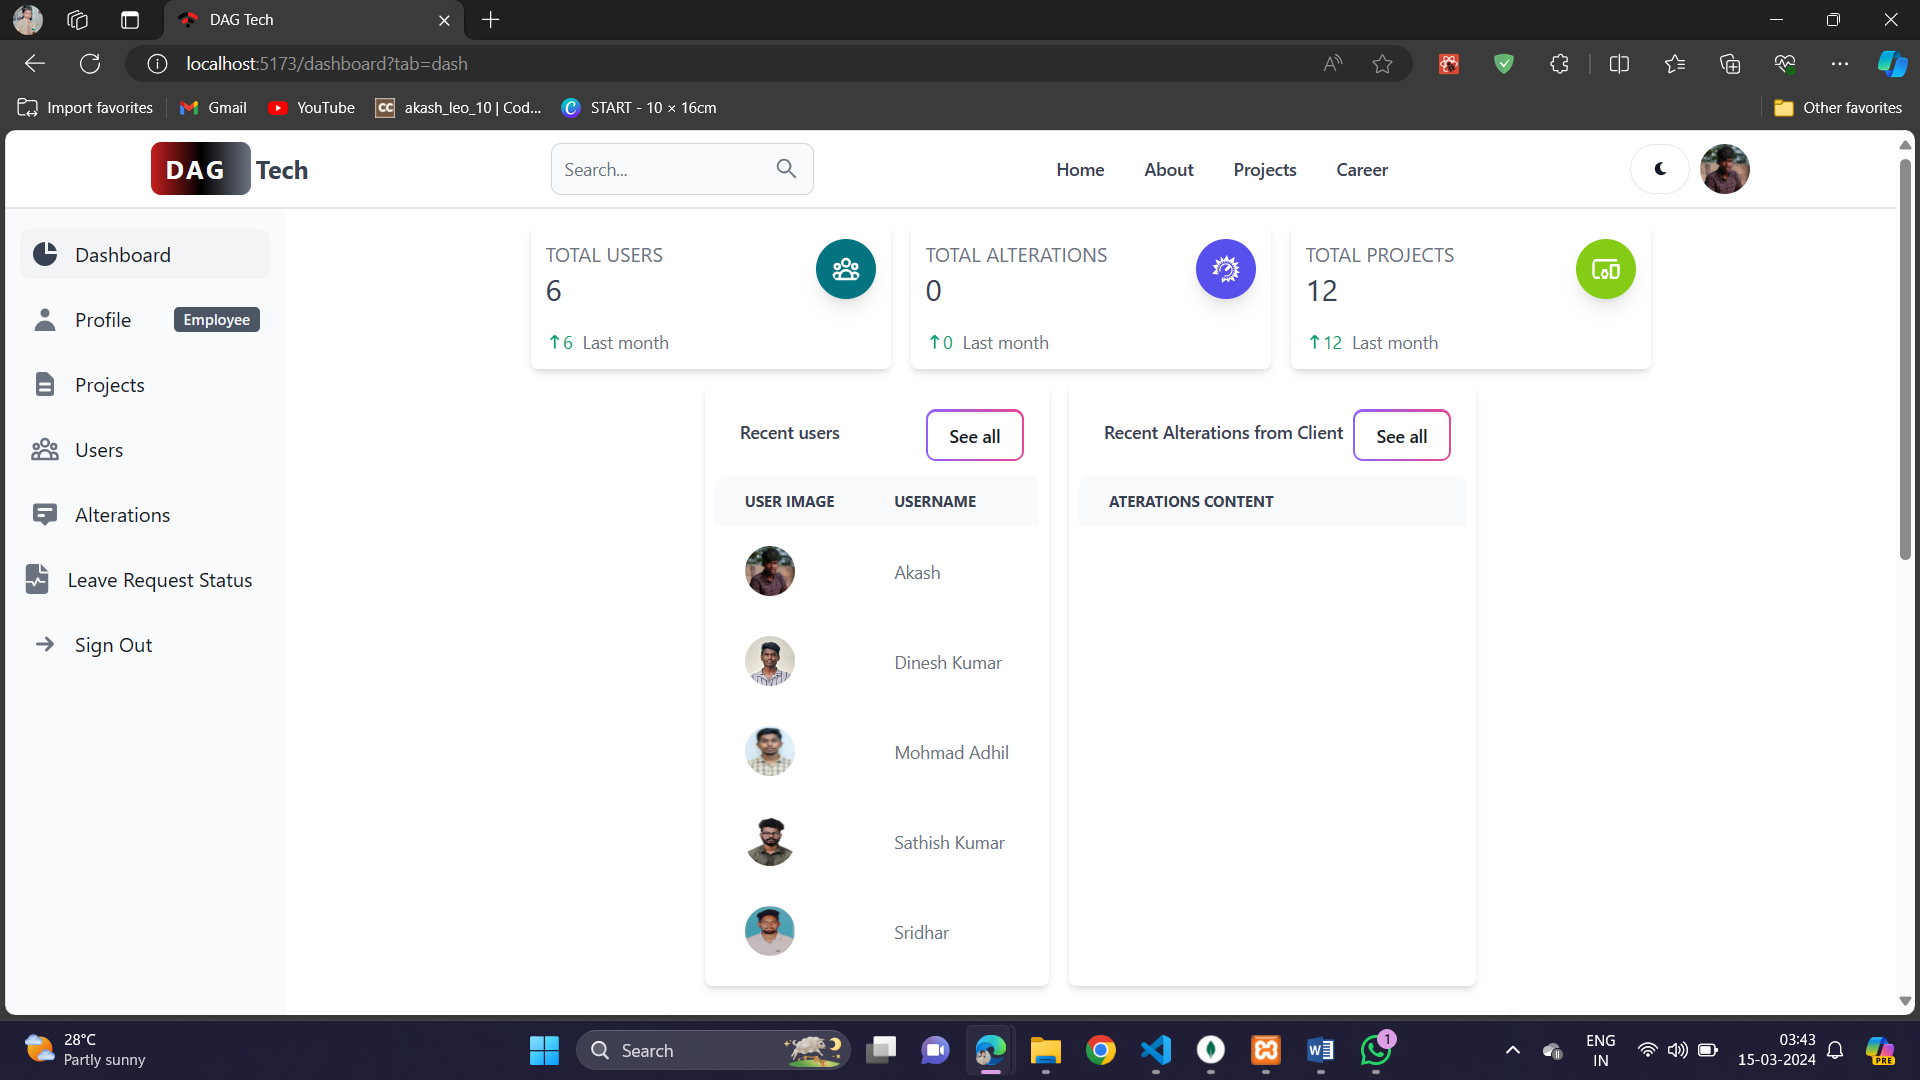 DAG Tech
localhost:5173/dashboard?tab=dash
Import favorites
Gmail
YouTube
CC
akash_leo_10 | Cod...
START - 10 × 16cm
Other favorites
DAG Tech
Search...
Home
About
Projects
Career
Dashboard
Profile
Employee
Projects
Users
Alterations
Leave Request Status
Sign Out
TOTAL USERS
6
6 Last month
TOTAL ALTERATIONS
0
0 Last month
TOTAL PROJECTS
12
12 Last month
Recent users
See all
USER IMAGE
USERNAME
Akash
Dinesh Kumar
Mohmad Adhil
Sathish Kumar
Sridhar
Recent Alterations from Client
See all
ATERATIONS CONTENT
28°C
Partly sunny
Search
1
ENG
IN
03:43
15-03-2024
PRE